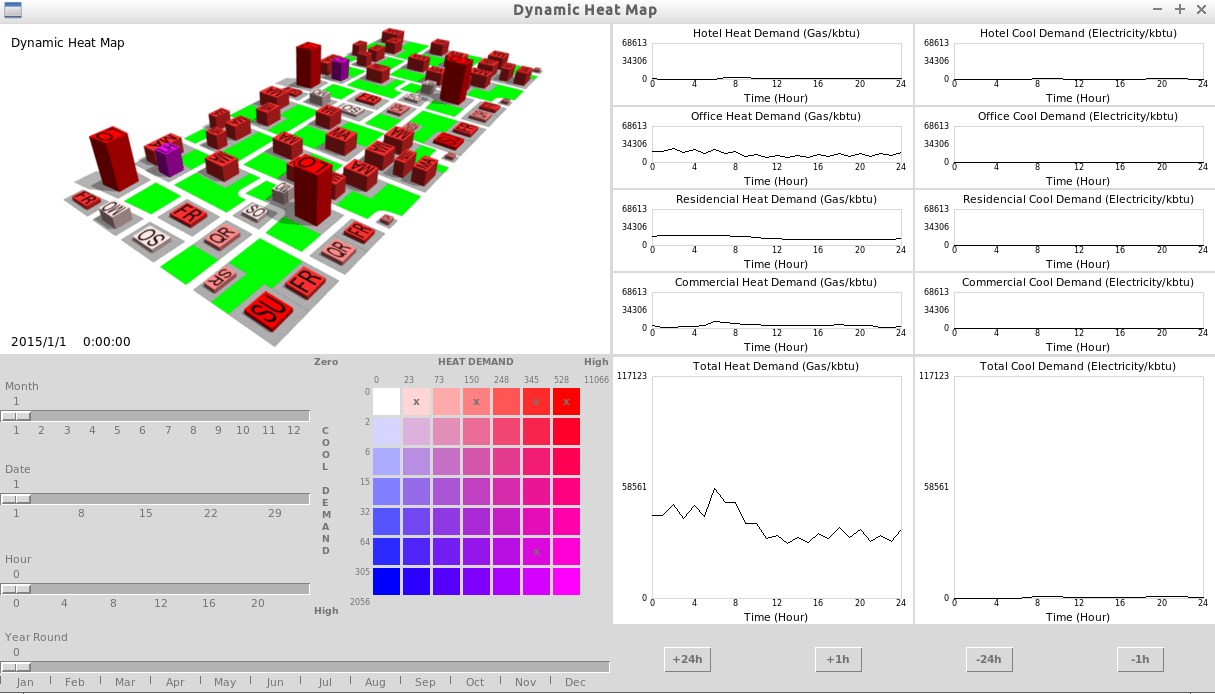 Dynamic Heat Map
Dynamic Heat Map
2015/1/1 0:00:00
Hotel Heat Demand (Gas/kbtu)
68613
34306
0
0 4 8 12 16 20 24
Time (Hour)
Hotel Cool Demand (Electricity/kbtu)
68613
34306
0
0 4 8 12 16 20 24
Time (Hour)
Office Heat Demand (Gas/kbtu)
68613
34306
0
0 4 8 12 16 20 24
Time (Hour)
Office Cool Demand (Electricity/kbtu)
68613
34306
0
0 4 8 12 16 20 24
Time (Hour)
Residencial Heat Demand (Gas/kbtu)
68613
34306
0
0 4 8 12 16 20 24
Time (Hour)
Residencial Cool Demand (Electricity/kbtu)
68613
34306
0
0 4 8 12 16 20 24
Time (Hour)
Commercial Heat Demand (Gas/kbtu)
68613
34306
0
0 4 8 12 16 20 24
Time (Hour)
Commercial Cool Demand (Electricity/kbtu)
68613
34306
0
0 4 8 12 16 20 24
Time (Hour)
Total Heat Demand (Gas/kbtu)
117123
58561
0
0 4 8 12 16 20 24
Time (Hour)
Total Cool Demand (Electricity/kbtu)
117123
58561
0
0 4 8 12 16 20 24
Time (Hour)
Month
1
1 2 3 4 5 6 7 8 9 10 11 12
Date
1
1 8 15 22 29
Hour
0
0 4 8 12 16 20
Year Round
0
Jan Feb Mar Apr May Jun Jul Aug Sep Oct Nov Dec
Zero HEAT DEMAND High
0 23 73 150 248 345 528 11066
COOL DEMAND
High
0
2
6
15
32
64
305
2056
x x x x
x
+24h +1h -24h -1h
FR
SO
FR
SO
QR
SR
FR
SU
QR
FR